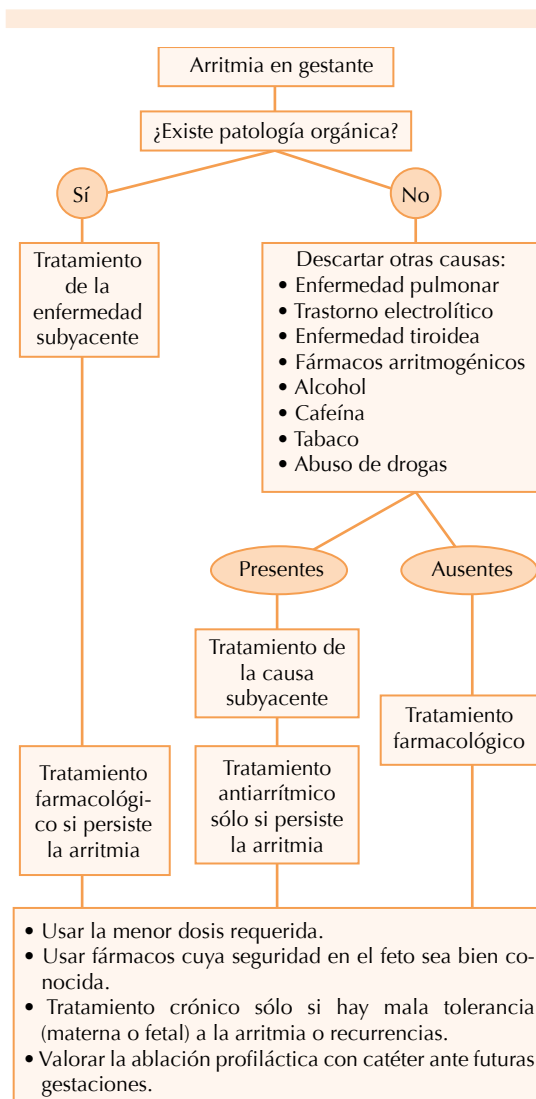 Arritmia en gestante
¿Existe patología orgánica?
Sí
No
Tratamiento
de la
enfermedad
subyacente
Descartar otras causas:
• Enfermedad pulmonar
• Trastorno electrolítico
• Enfermedad tiroidea
• Fármacos arritmogénicos
• Alcohol
• Cafeína
• Tabaco
• Abuso de drogas
Presentes
Ausentes
Tratamiento de
la causa
subyacente
Tratamiento
farmacológico
Tratamiento
farmacológi-
co si persiste
la arritmia
Tratamiento
antiarrítmico
sólo si persiste
la arritmia
• Usar la menor dosis requerida.
• Usar fármacos cuya seguridad en el feto sea bien co-
nocida.
• Tratamiento crónico sólo si hay mala tolerancia
(materna o fetal) a la arritmia o recurrencias.
• Valorar la ablación profiláctica con catéter ante futuras
gestaciones.